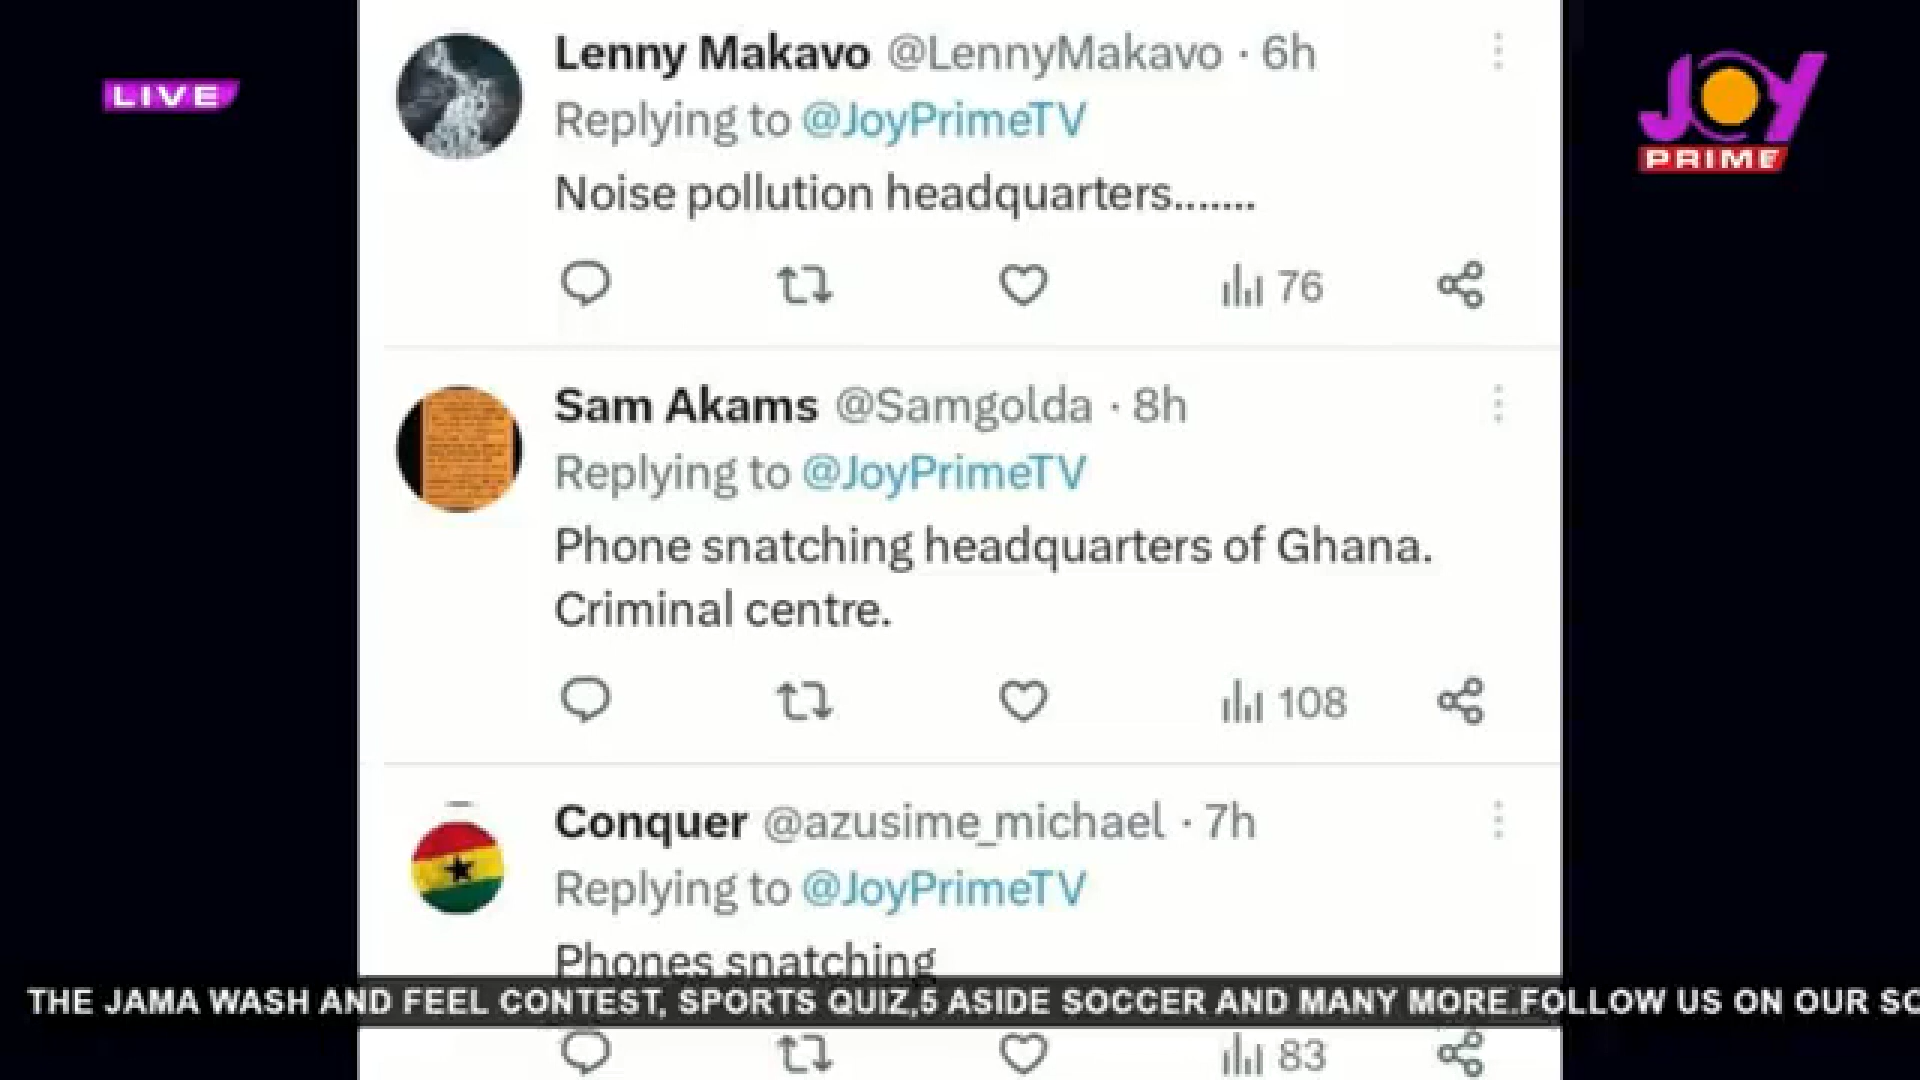 LIVE
JOY
PRIME
Lenny Makavo @LennyMakavo · 6h
Replying to @JoyPrimeTV
Noise pollution headquarters.......
76
Sam Akams @Samgolda · 8h
Replying to @JoyPrimeTV
Phone snatching headquarters of Ghana.
Criminal centre.
108
Conquer @azusime_michael · 7h
Replying to @JoyPrimeTV
Phones snatching
THE JAMA WASH AND FEEL CONTEST, SPORTS QUIZ,5 ASIDE SOCCER AND MANY MORE.FOLLOW US ON OUR SO
83